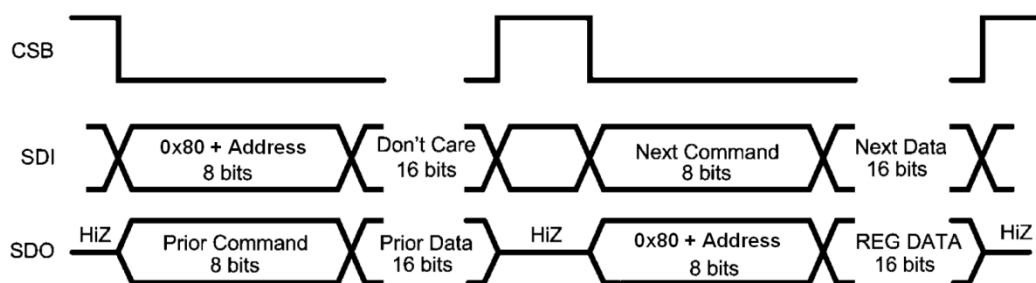 CSB
SDI
0x80 + Address
8 bits
Don't Care
16 bits
Next Command
8 bits
Next Data
16 bits
SDO
HiZ
Prior Command
8 bits
Prior Data
16 bits
HiZ
0x80 + Address
8 bits
REG DATA
16 bits
HiZ